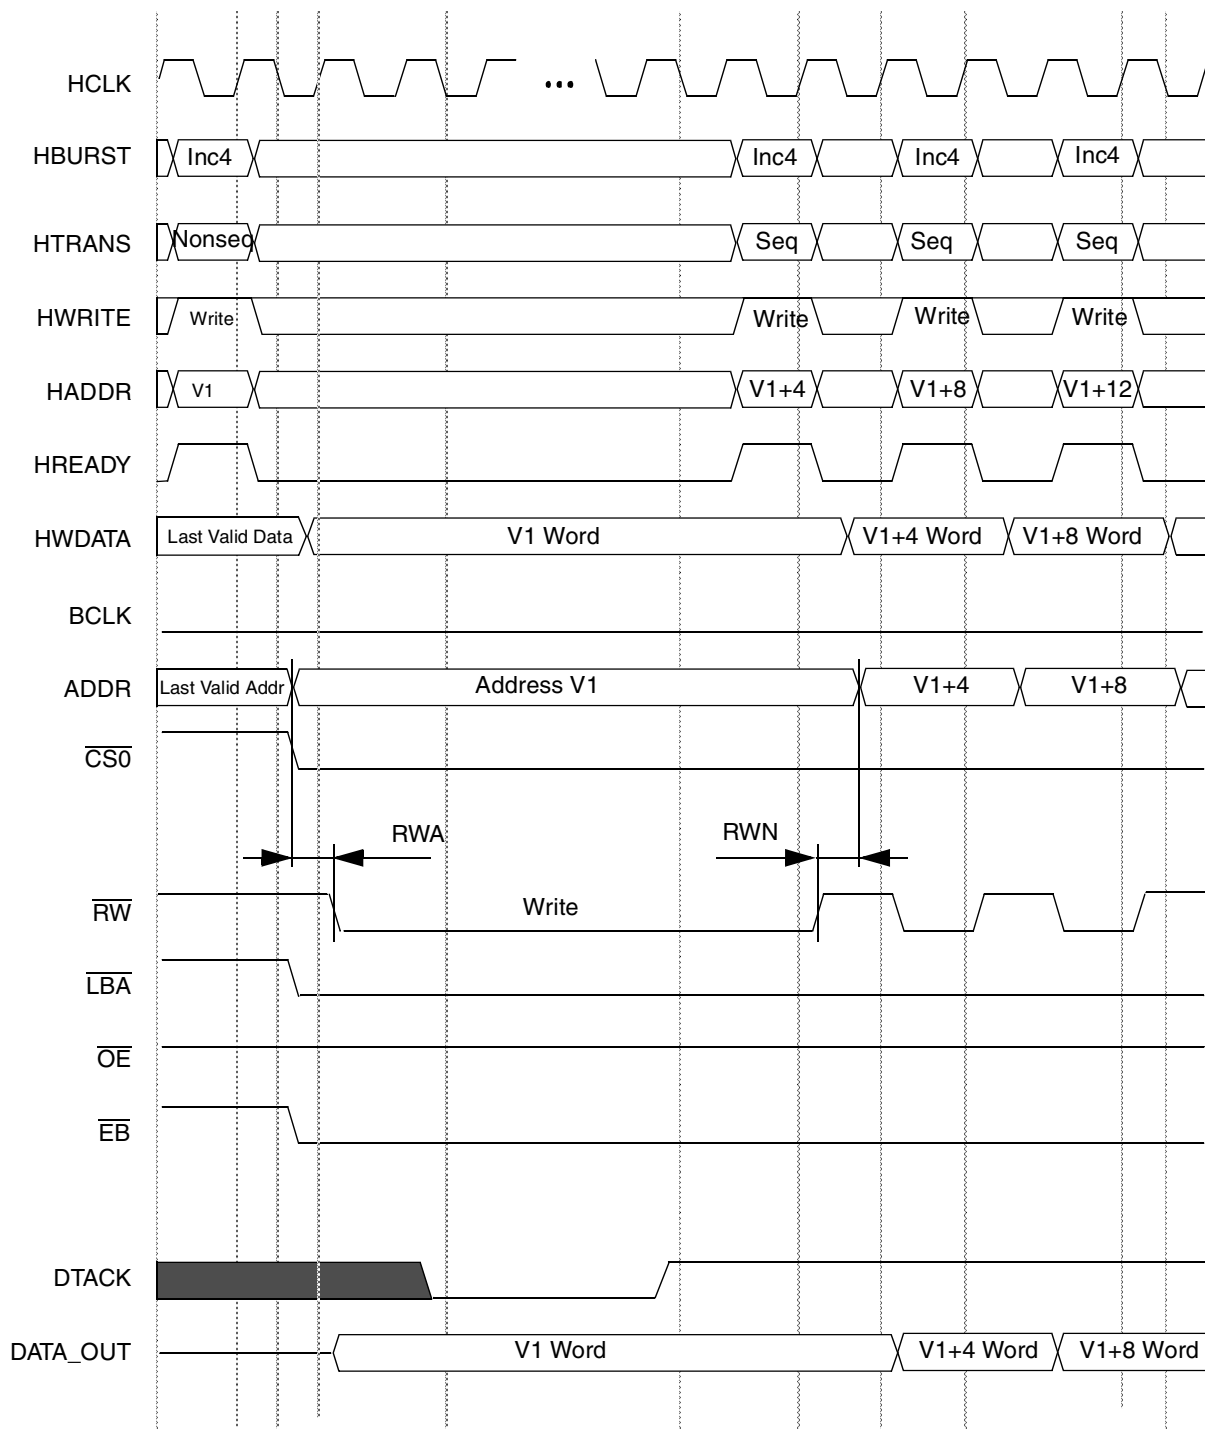 HCLK ...
HBURST Inc4 Inc4 Inc4 Inc4
HTRANS Nonseq Seq Seq Seq
HWRITE Write Write Write Write
HADDR V1 V1+4 V1+8 V1+12
HREADY
HWDATA Last Valid Data V1 Word V1+4 Word V1+8 Word
BCLK
ADDR Last Valid Addr Address V1 V1+4 V1+8
CS0
RWA RWN
RW Write
LBA
OE
EB
DTACK
DATA_OUT V1 Word V1+4 Word V1+8 Word